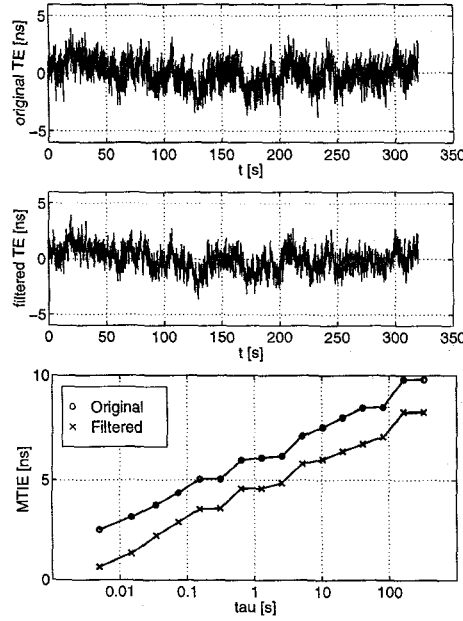 original TE [ns]
5
0
−5
0 50 100 150 200 250 300 350
t [s]
filtered TE [ns]
5
0
−5
0 50 100 150 200 250 300 350
t [s]
MTIE [ns]
10
5
0
Original
Filtered
0.01 0.1 1 10 100
tau [s]